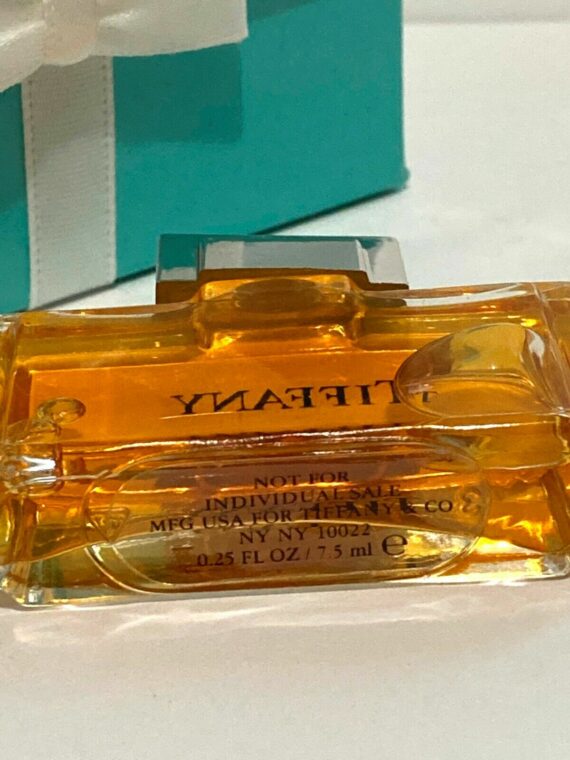 TIFFANY
NOT FOR
INDIVIDUAL SALE
MFG USA FOR TIFFANY & CO
NY NY 10022
0.25 FL OZ / 7.5 ml ℮